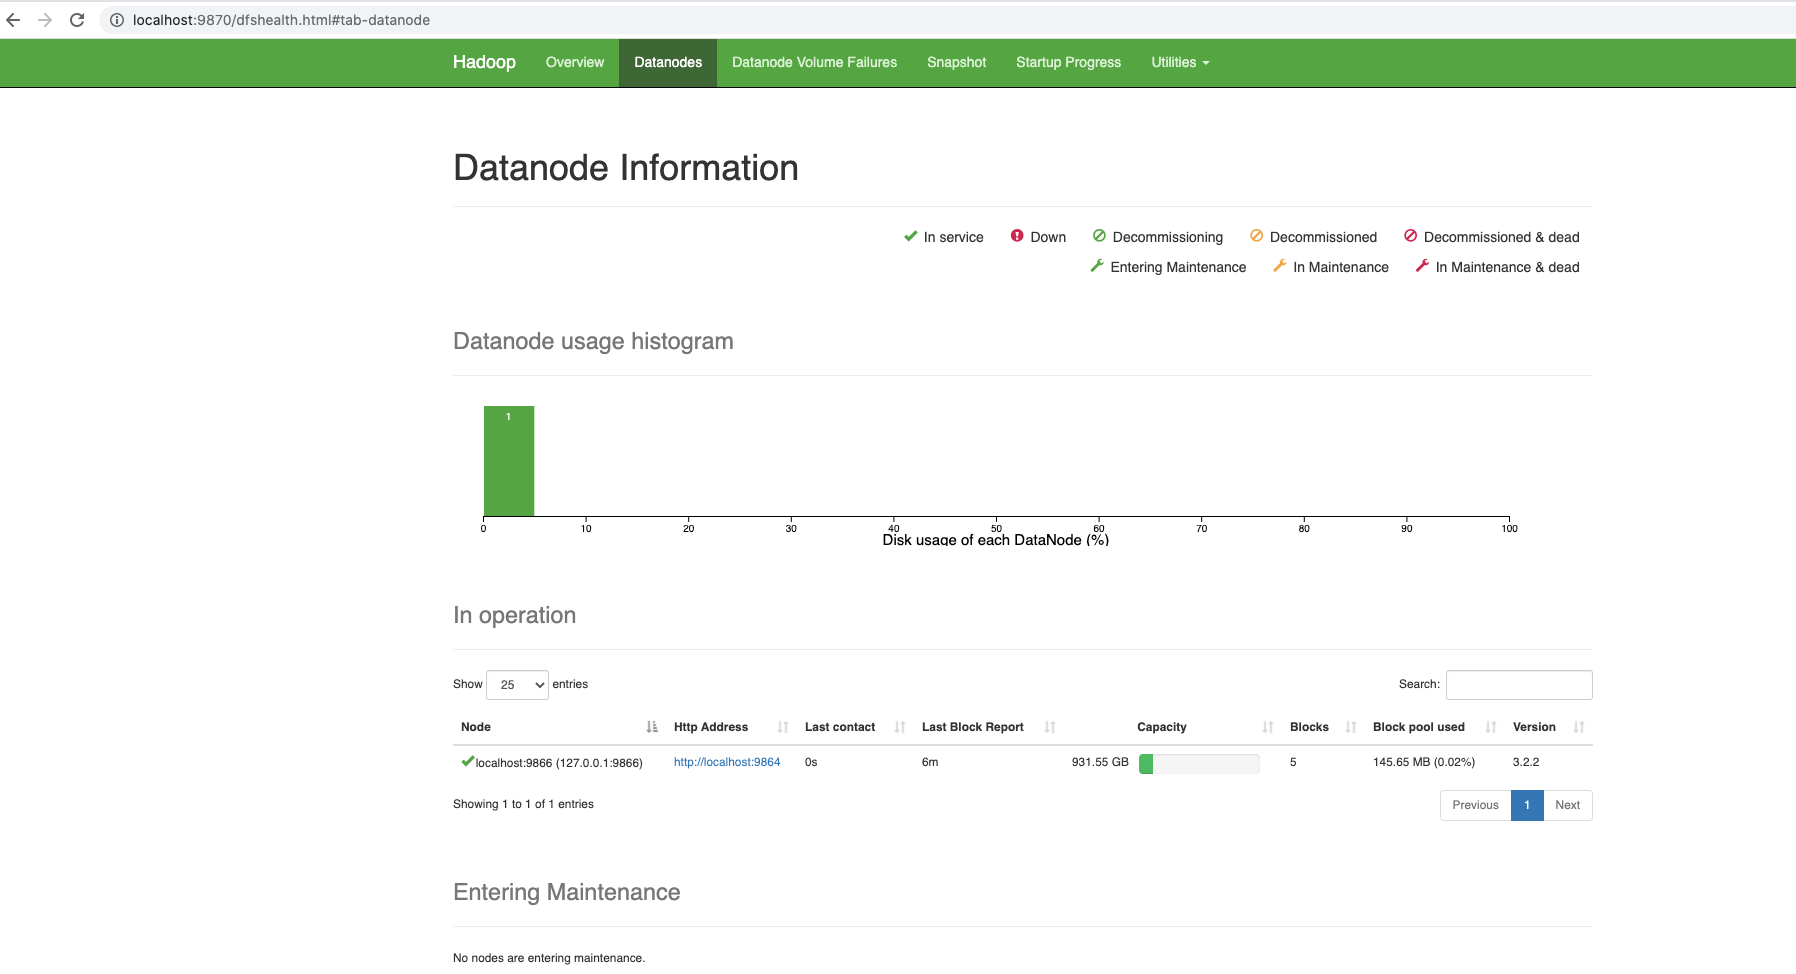 localhost:9870/dfshealth.html#tab-datanode
Hadoop Overview Datanodes Datanode Volume Failures Snapshot Startup Progress Utilities
Datanode Information
In service Down Decommissioning Decommissioned Decommissioned & dead
Entering Maintenance In Maintenance In Maintenance & dead
Datanode usage histogram
1
0 10 20 30 40 50 60 70 80 90 100
Disk usage of each DataNode (%)
In operation
Show 25 entries Search:
Node Http Address Last contact Last Block Report Capacity Blocks Block pool used Version
localhost:9866 (127.0.0.1:9866) http://localhost:9864 0s 6m 931.55 GB 5 145.65 MB (0.02%) 3.2.2
Showing 1 to 1 of 1 entries Previous 1 Next
Entering Maintenance
No nodes are entering maintenance.